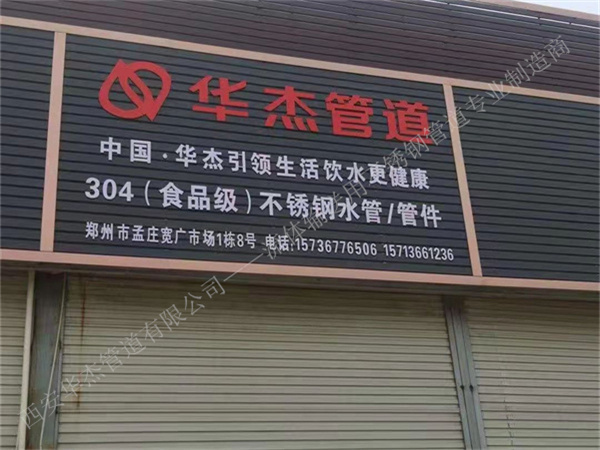 华杰管道
中国·华杰引领生活饮水更健康
304(食品级)不锈钢水管/管件
郑州市孟庄宽广市场1栋8号 电话:15736776506 15713661236
西安华杰管道有限公司——流体输送用不锈钢管道专业制造商